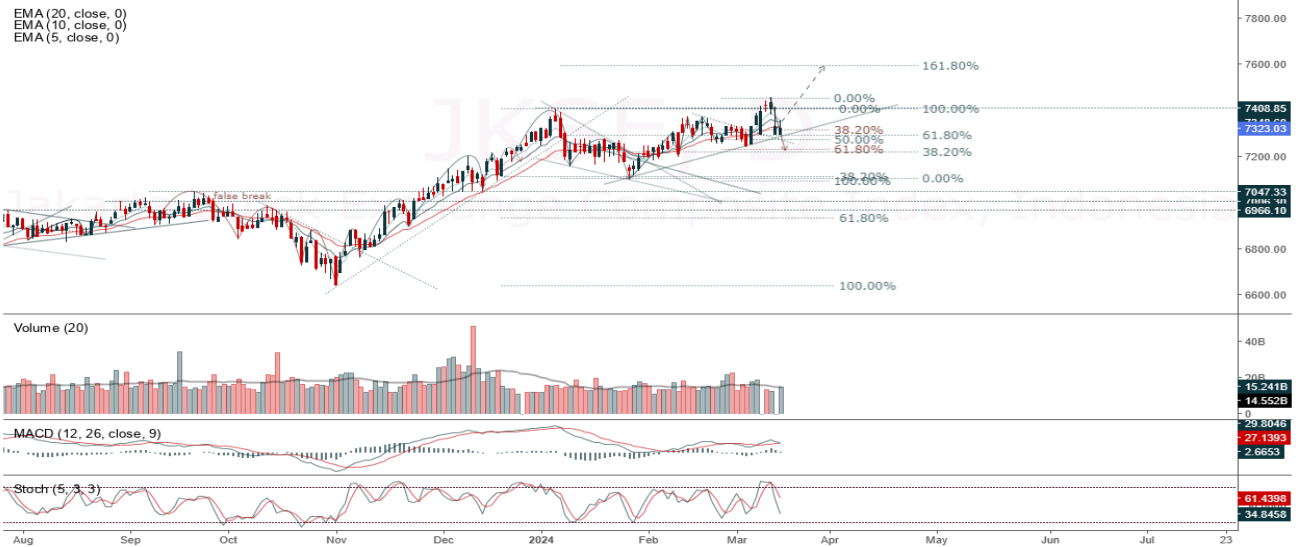 EMA (20, close, 0)
EMA (10, close, 0)
EMA (5, close, 0)
7800.00
7600.00
161.80%
0.00%
0.00%
100.00%
7408.85
7323.03
38.20%
50.00%
61.80%
61.80%
38.20%
7200.00
38.20%
100.00%
0.00%
false break
7047.33
7006.30
6966.10
61.80%
6800.00
100.00%
6600.00
Volume (20)
40B
20B
15.241B
14.552B
0
MACD (12, 26, close, 9)
29.8046
27.1393
2.6653
Stoch (5, 3, 3)
61.4398
34.8458
Aug Sep Oct Nov Dec 2024 Feb Mar Apr May Jun Jul 23